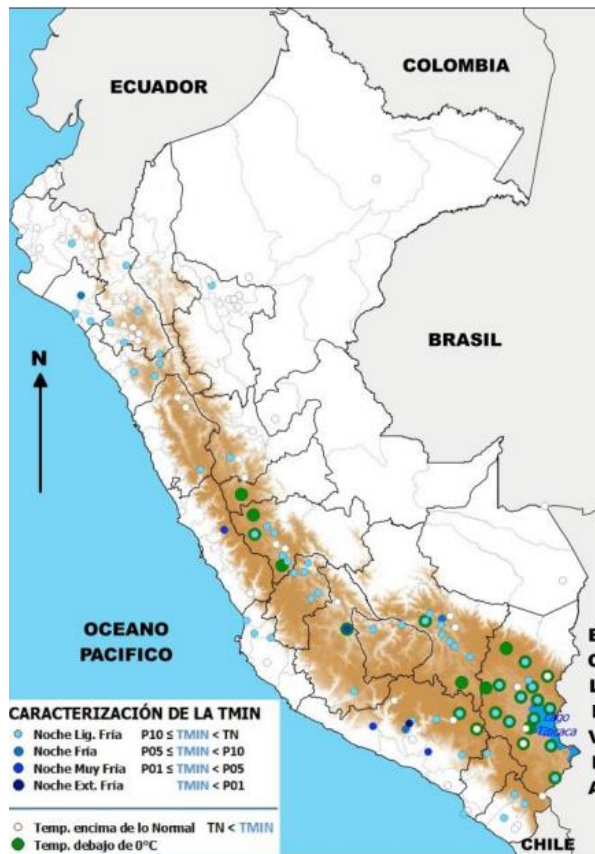 COLOMBIA
ECUADOR
BRASIL
N
OCEANO
PACIFICO
B
O
L
I
V
I
A
Lago
Titicaca
CARACTERIZACIÓN DE LA TMIN
Noche Lig. Fría P10 ≤ TMIN < TN
Noche Fría P05 ≤ TMIN < P10
Noche Muy Fría P01 ≤ TMIN < P05
Noche Ext. Fría TMIN < P01
Temp. encima de lo Normal TN < TMIN
Temp. debajo de 0°C
CHILE